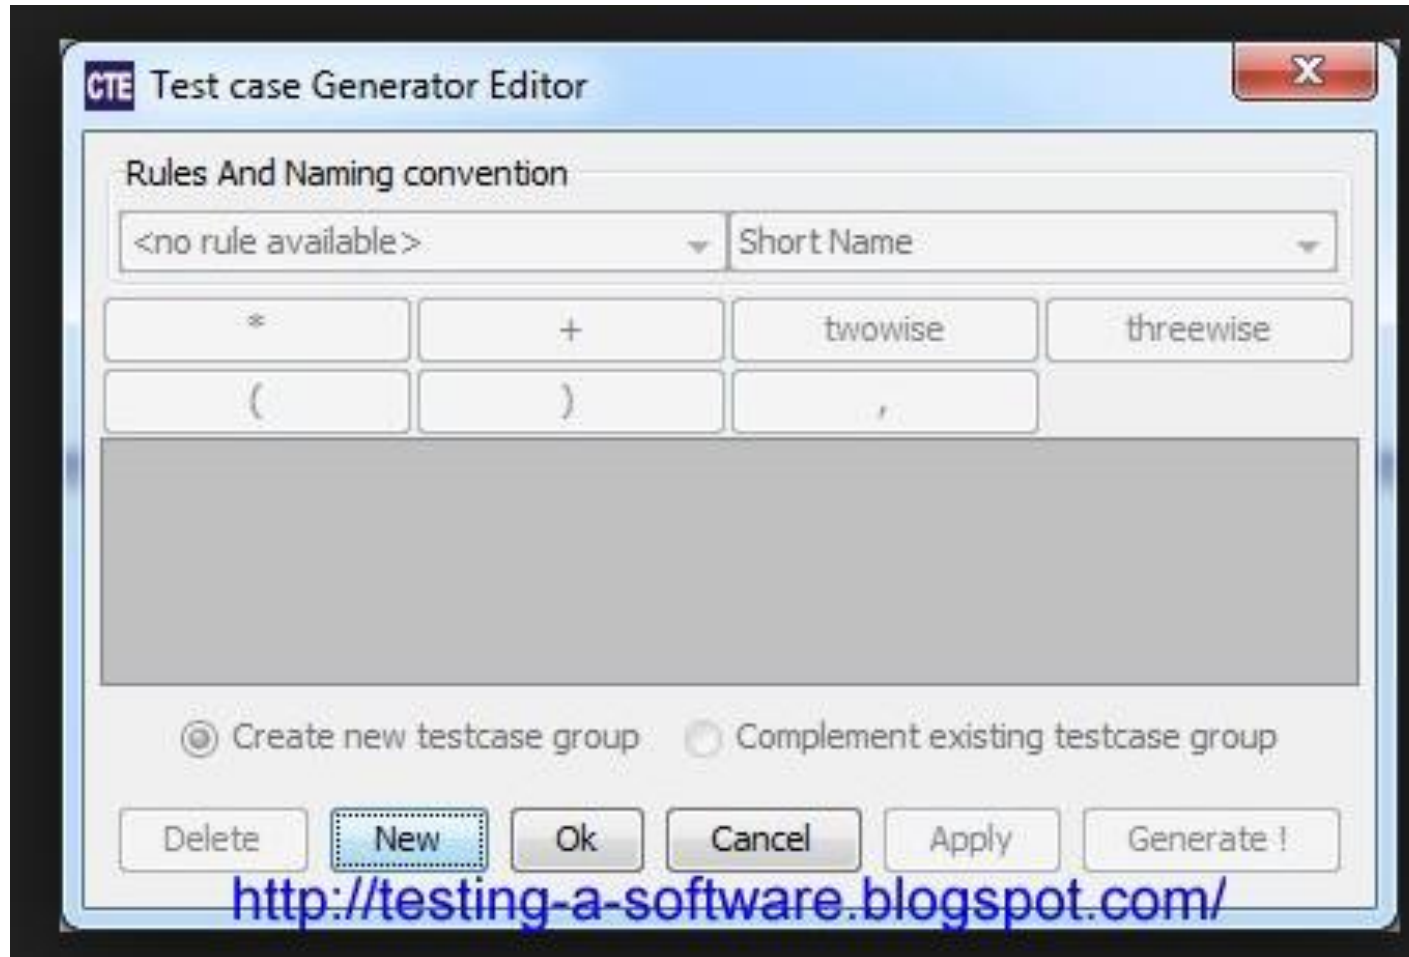 CTE Test case Generator Editor X
Rules And Naming convention
<no rule available> Short Name
* + twowise threewise
( ) ,
Create new testcase group Complement existing testcase group
Delete New Ok Cancel Apply Generate !
http://testing-a-software.blogspot.com/